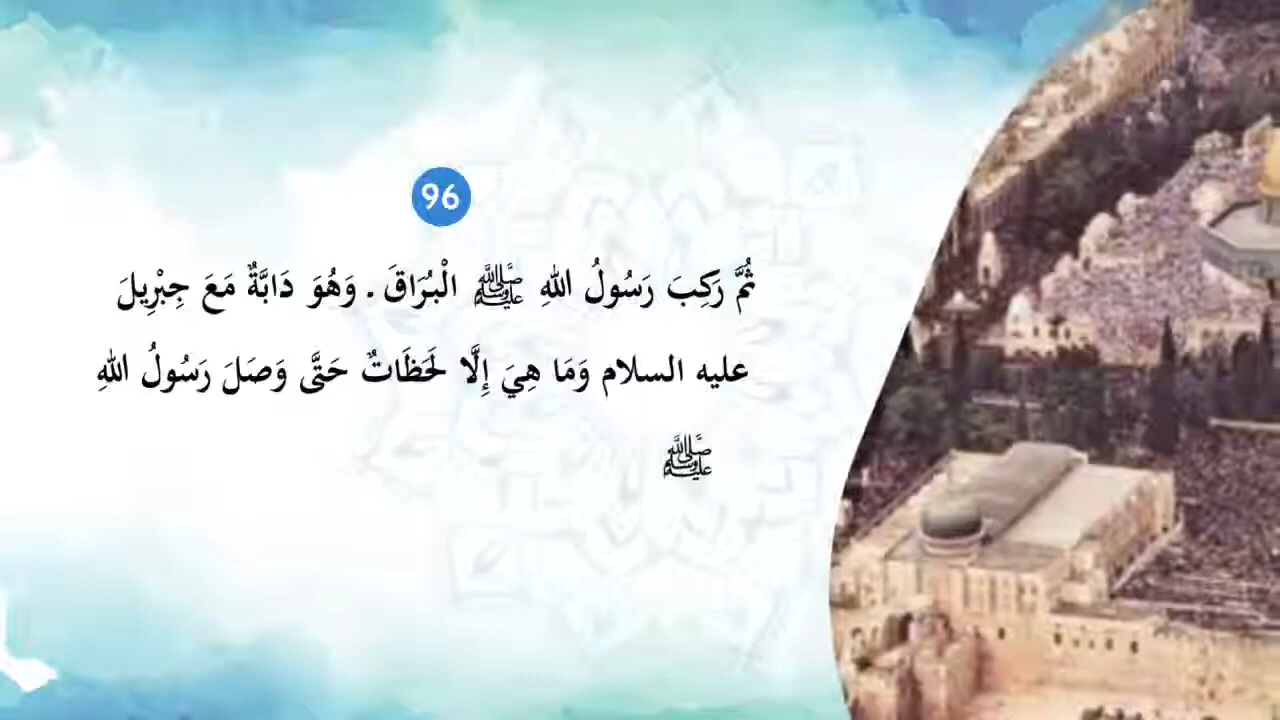 96
ثُمَّ رَكِبَ رَسُولُ اللهِ ﷺ الْبُرَاقَ . وَهُوَ دَابَّةٌ مَعَ جِبْرِيلَ
عليه السلام وَمَا هِيَ إِلَّا لَحَظَاتٌ حَتَّى وَصَلَ رَسُولُ اللهِ
ﷺ